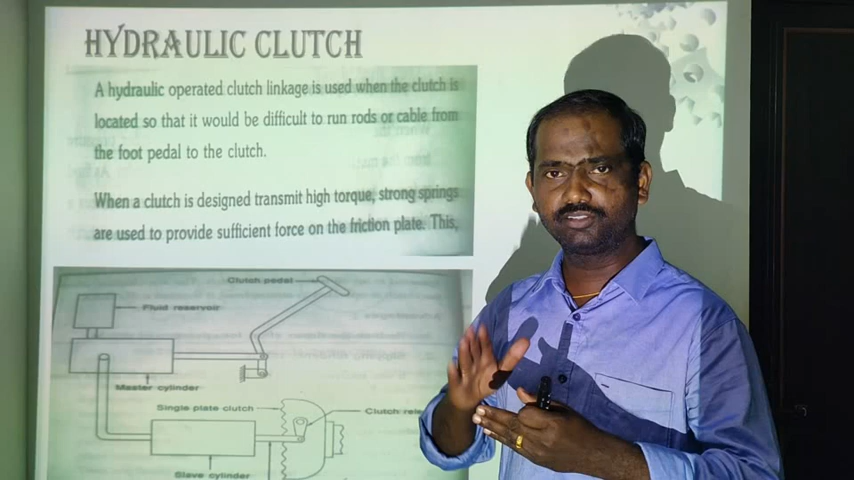 HYDRAULIC CLUTCH
A hydraulic operated clutch linkage is used when the clutch is
located so that it would be difficult to run rods or cable from
the foot pedal to the clutch.
When a clutch is designed transmit high torque, strong springs
are used to provide sufficient force on the friction plate. This,
Clutch pedal
Fluid reservoir
Master cylinder
Single plate clutch
Clutch rele
Slave cylinder